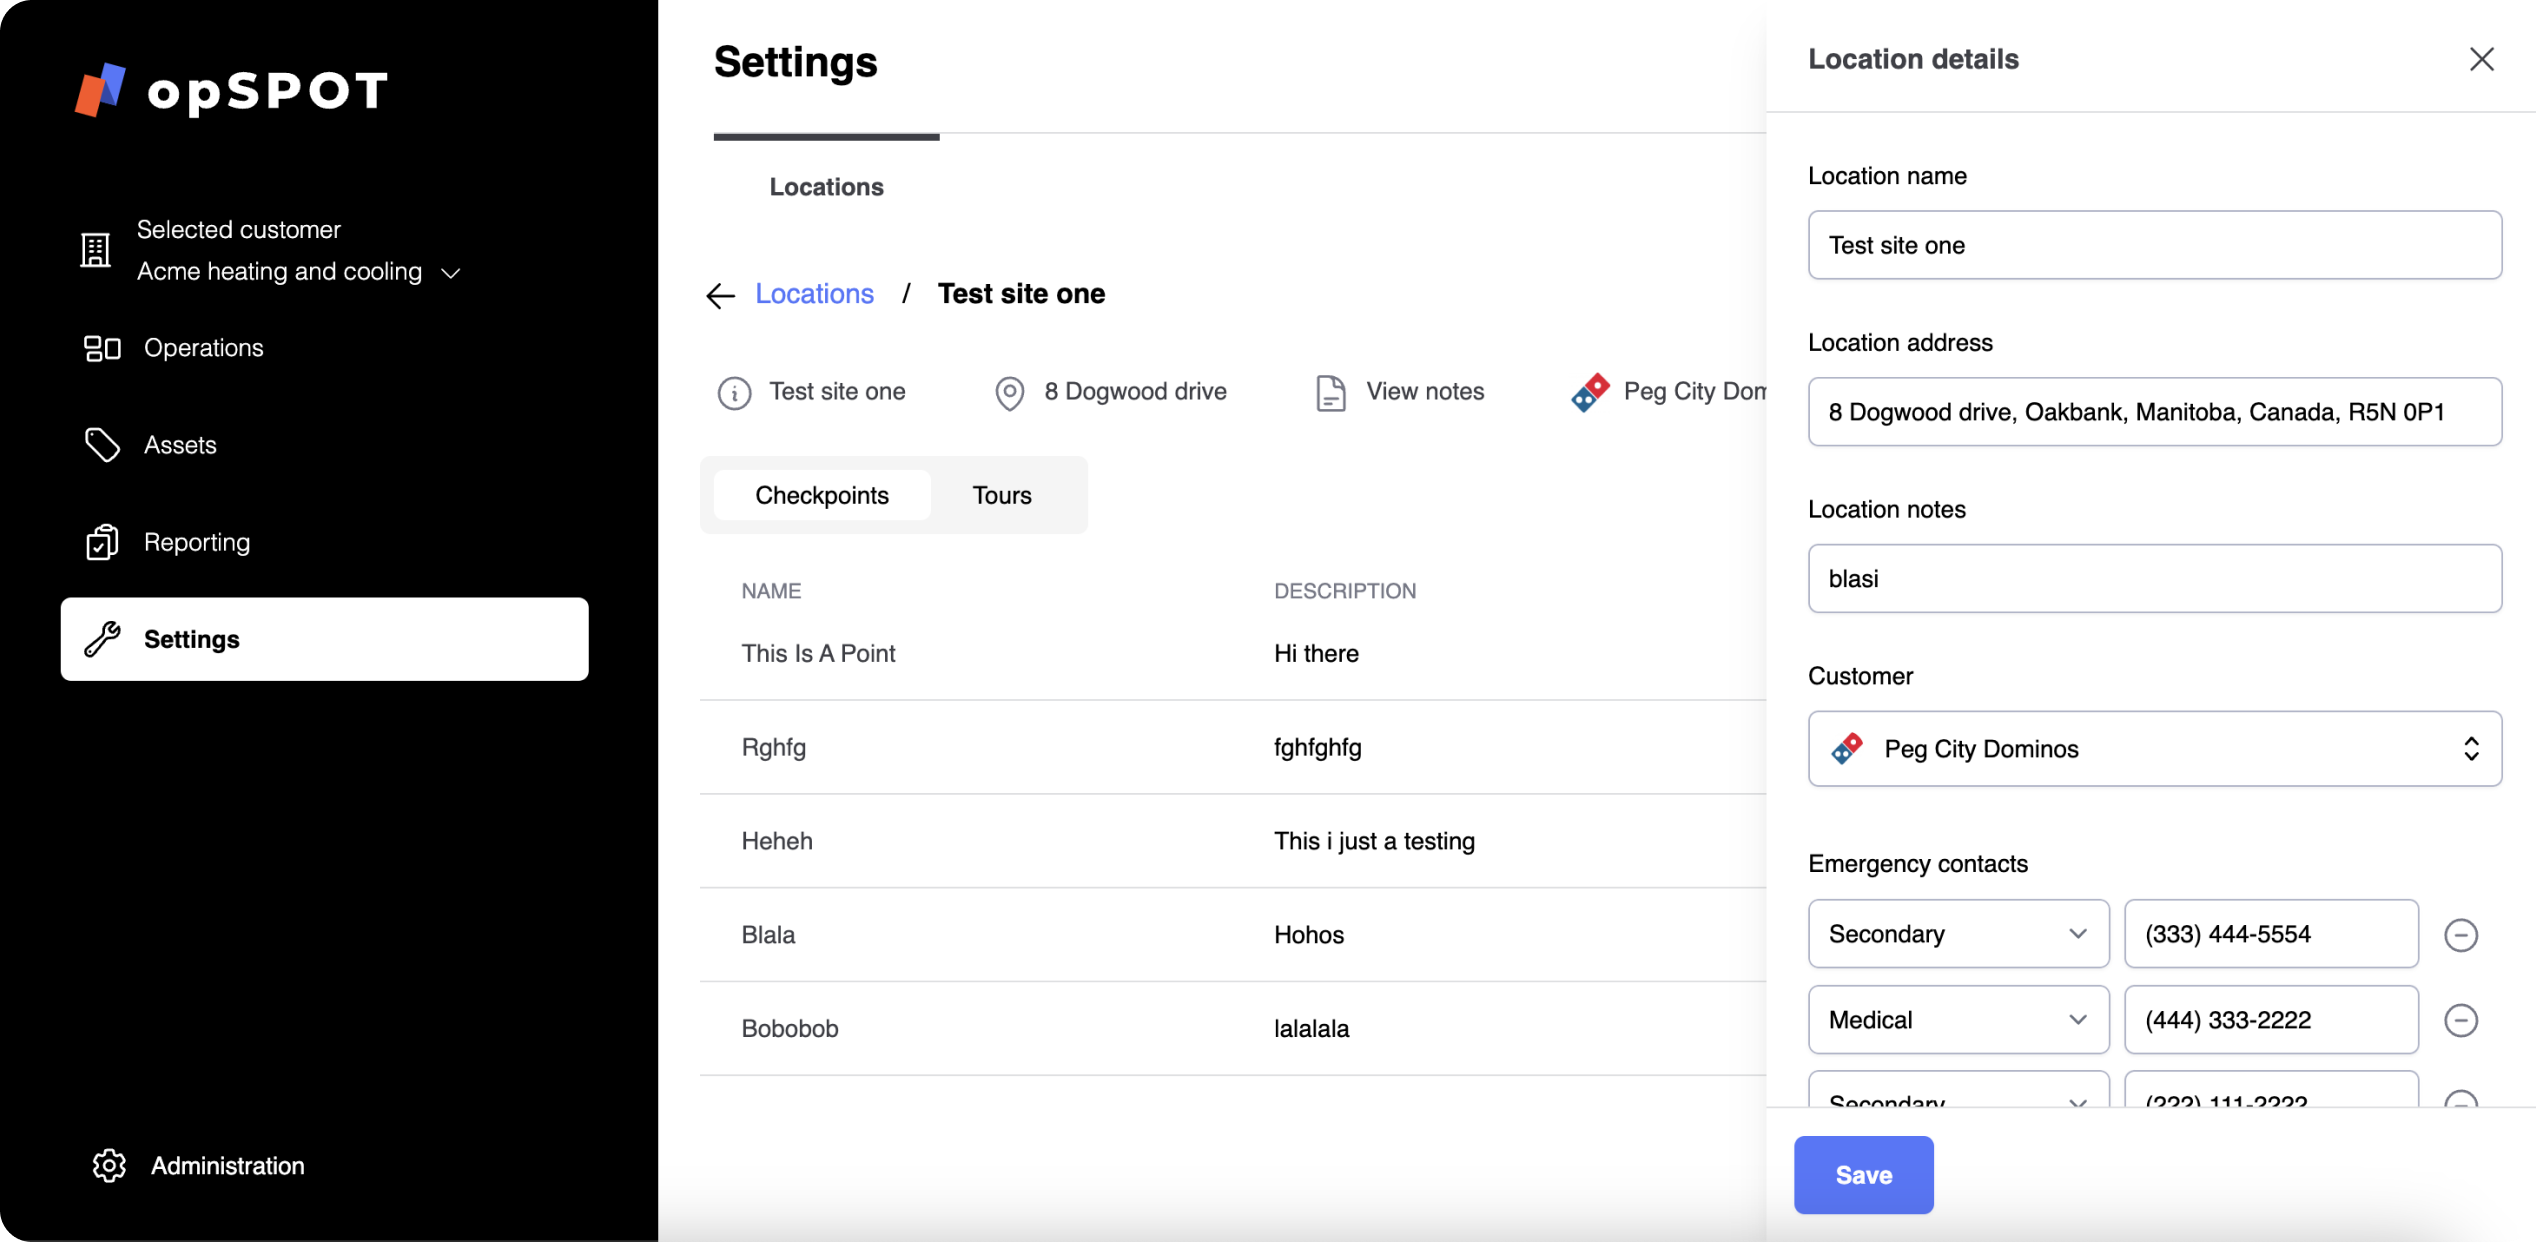 opSPOT
Selected customer
Acme heating and cooling
Operations
Assets
Reporting
Settings
Administration
Settings
Locations
Locations / Test site one
Test site one
8 Dogwood drive
View notes
Peg City Dom
Checkpoints
Tours
NAME DESCRIPTION
This Is A Point Hi there
Rghfg fghfghfg
Heheh This i just a testing
Blala Hohos
Bobobob lalalala
Location details
Location name
Test site one
Location address
8 Dogwood drive, Oakbank, Manitoba, Canada, R5N 0P1
Location notes
blasi
Customer
Peg City Dominos
Emergency contacts
Secondary (333) 444-5554
Medical (444) 333-2222
Secondary (222) 111-2222
Save